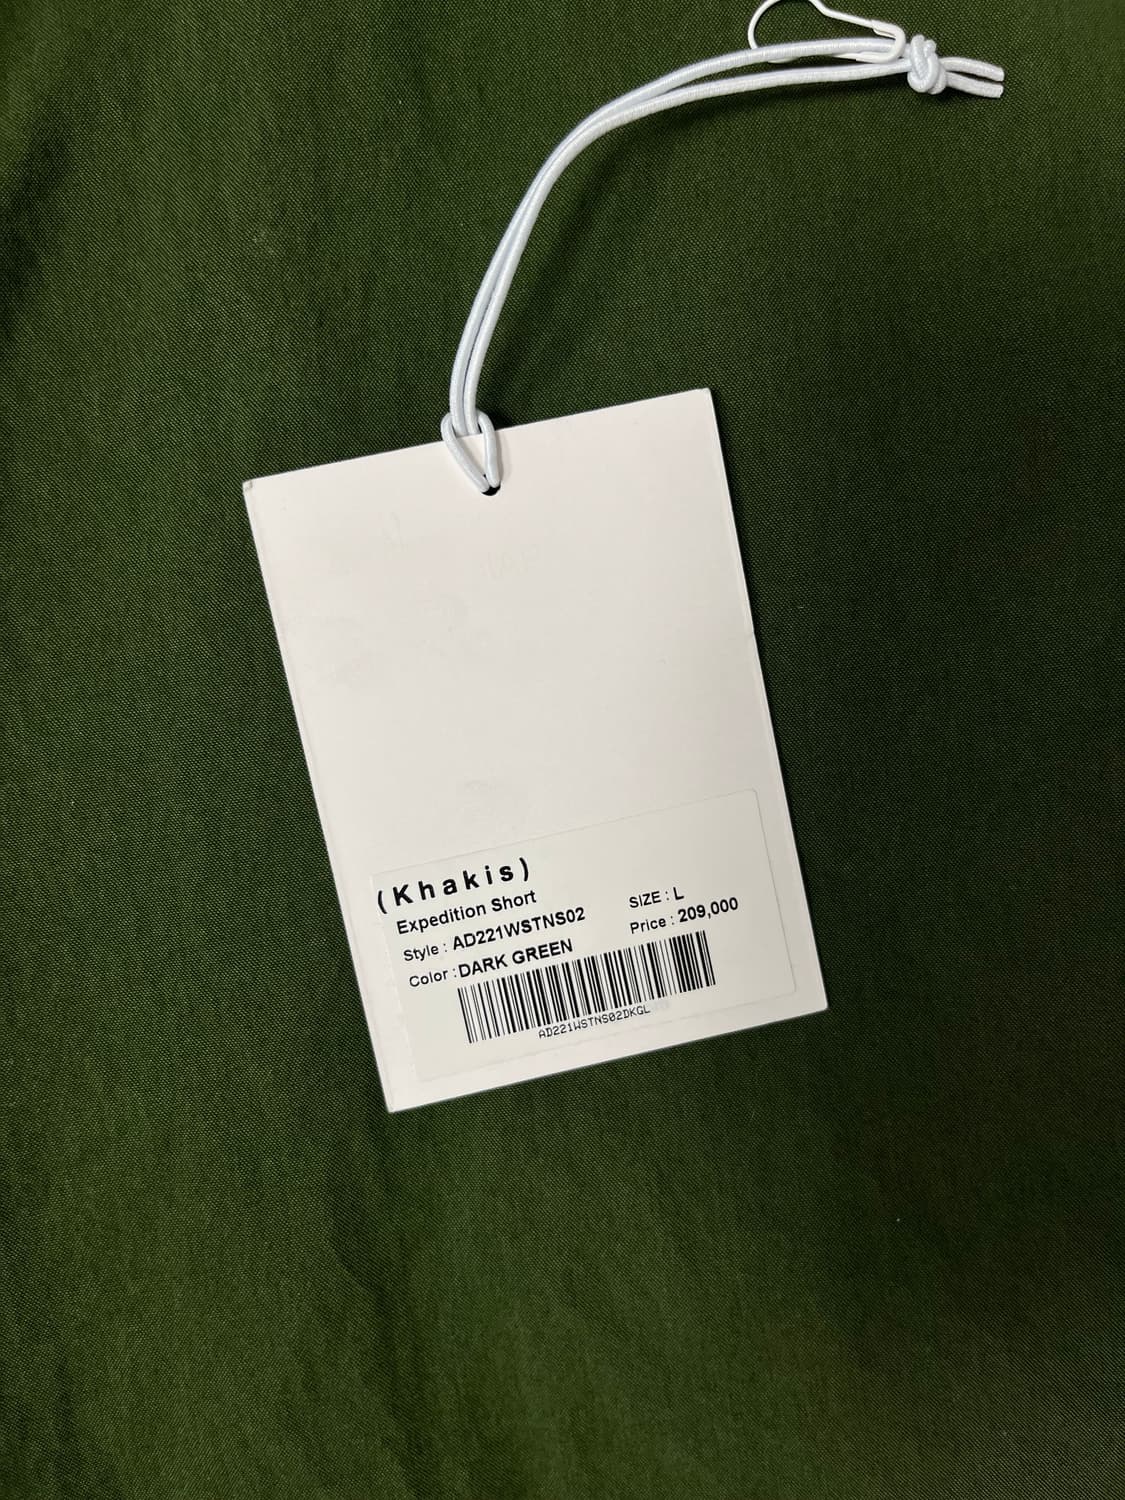 (Khakis)
Expedition Short
Style : AD221WSTNS02
Color : DARK GREEN
SIZE : L
Price : 209,000
AD221WSTNS02DKGL